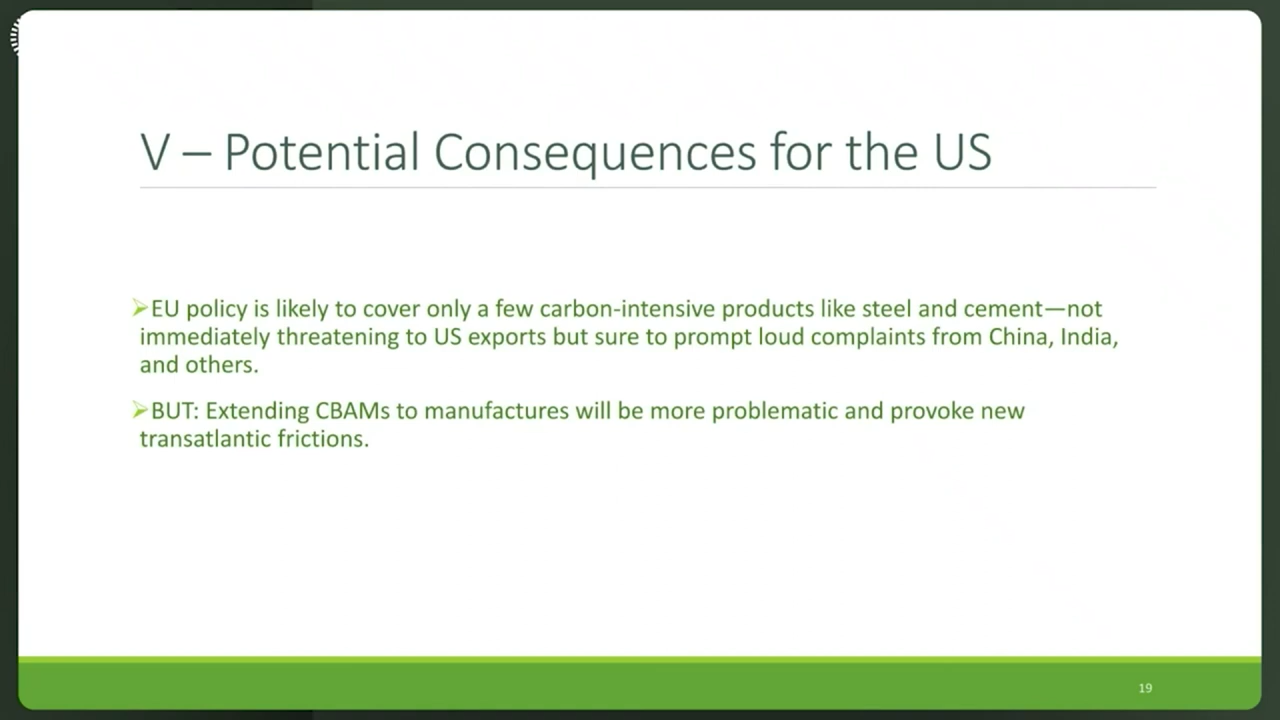 V – Potential Consequences for the US
➢EU policy is likely to cover only a few carbon-intensive products like steel and cement—not
immediately threatening to US exports but sure to prompt loud complaints from China, India,
and others.
➢BUT: Extending CBAMs to manufactures will be more problematic and provoke new
transatlantic frictions.
19